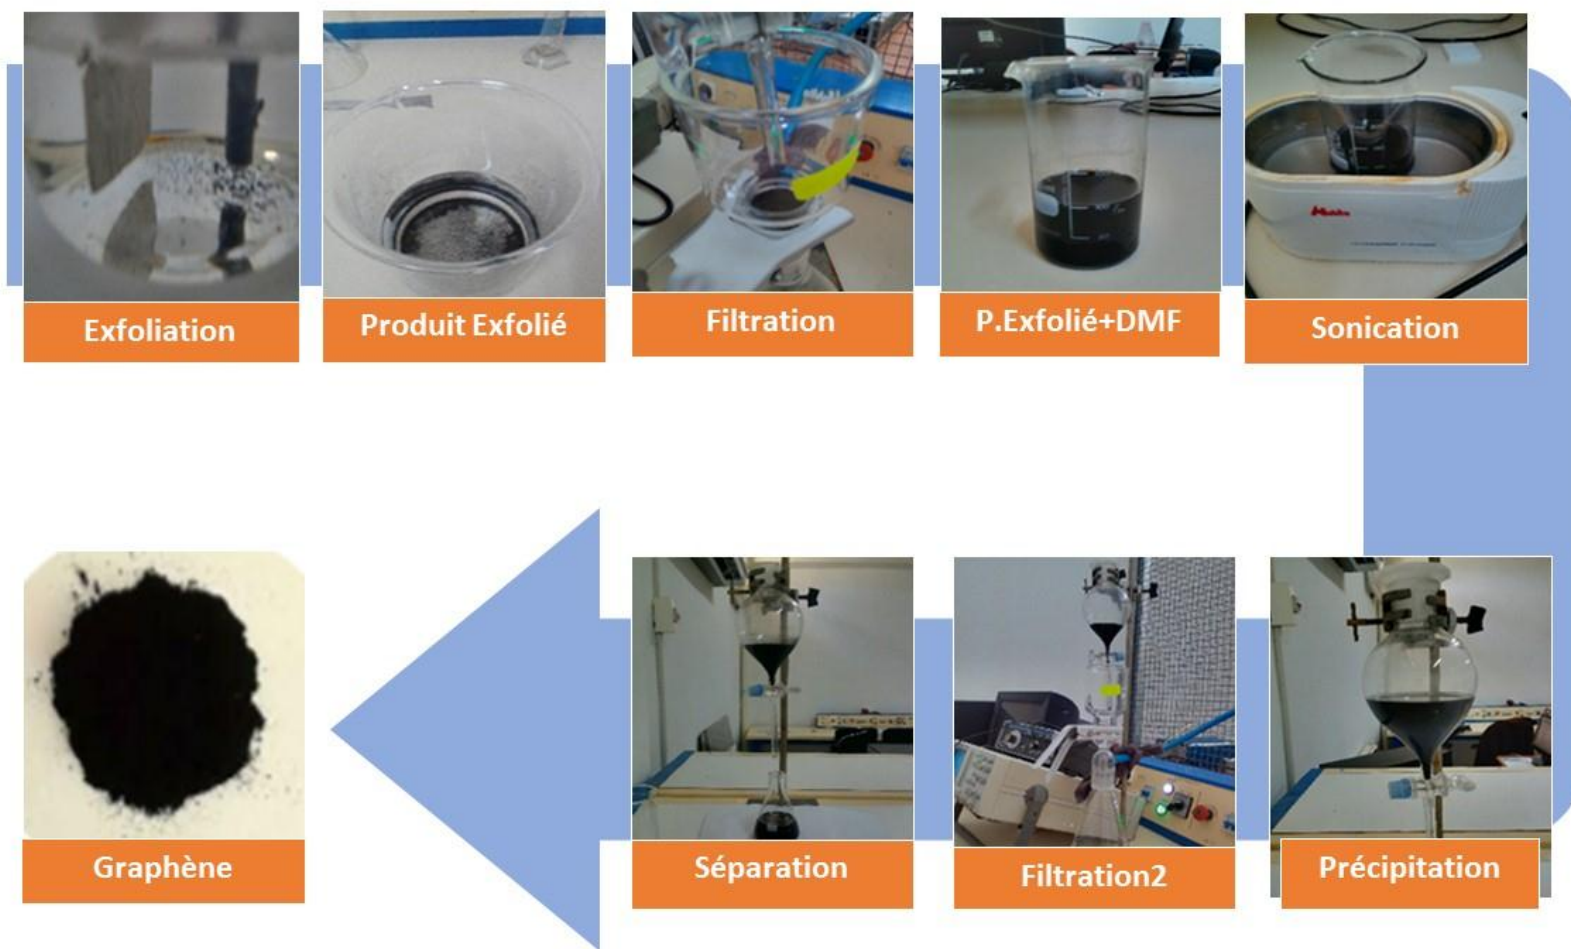 Exfoliation
Produit Exfolié
Filtration
P.Exfolié+DMF
Sonication
Précipitation
Filtration2
Séparation
Graphène